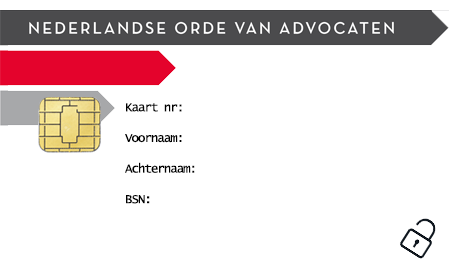 NEDERLANDSE ORDE VAN ADVOCATEN
Kaart nr:
Voornaam:
Achternaam:
BSN: